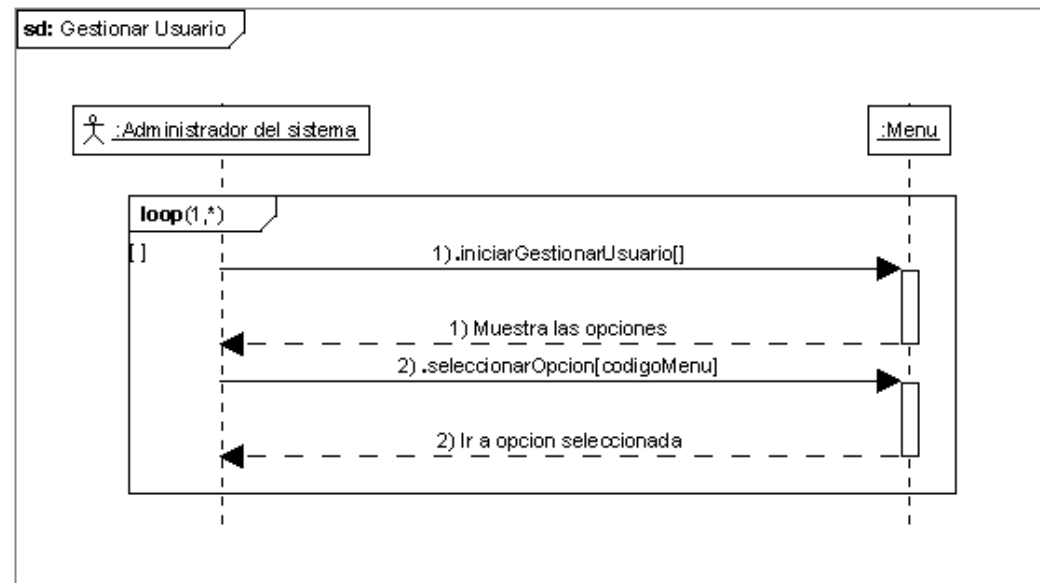 sd: Gestionar Usuario
:Administrador del sistema
:Menu
loop(1,*)
[ ]
1).iniciarGestionarUsuario[]
1) Muestra las opciones
2).seleccionarOpcion[codigoMenu]
2) Ir a opcion seleccionada